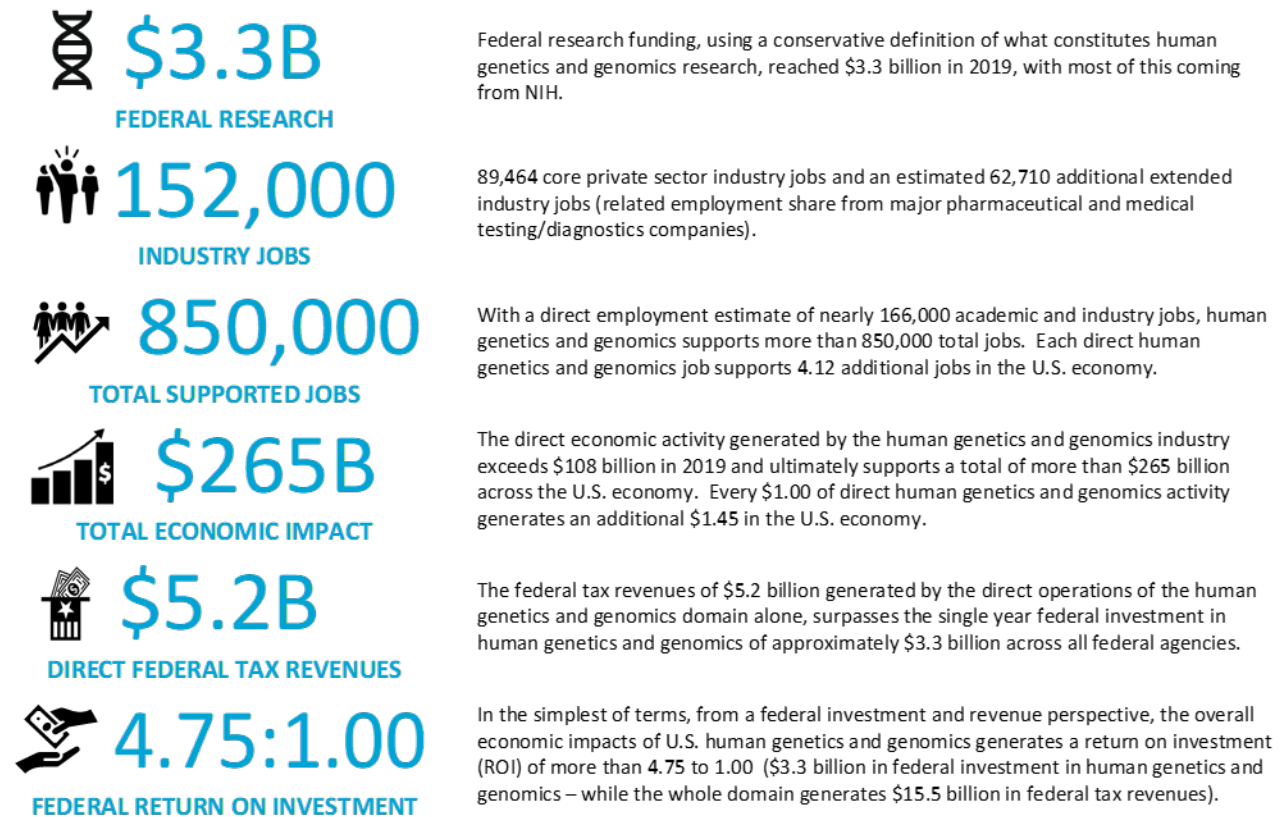 $3.3B
FEDERAL RESEARCH
Federal research funding, using a conservative definition of what constitutes human
genetics and genomics research, reached $3.3 billion in 2019, with most of this coming
from NIH.
152,000
INDUSTRY JOBS
89,464 core private sector industry jobs and an estimated 62,710 additional extended
industry jobs (related employment share from major pharmaceutical and medical
testing/diagnostics companies).
850,000
TOTAL SUPPORTED JOBS
With a direct employment estimate of nearly 166,000 academic and industry jobs, human
genetics and genomics supports more than 850,000 total jobs.  Each direct human
genetics and genomics job supports 4.12 additional jobs in the U.S. economy.
$
$265B
TOTAL ECONOMIC IMPACT
The direct economic activity generated by the human genetics and genomics industry
exceeds $108 billion in 2019 and ultimately supports a total of more than $265 billion
across the U.S. economy.  Every $1.00 of direct human genetics and genomics activity
generates an additional $1.45 in the U.S. economy.
$5.2B
DIRECT FEDERAL TAX REVENUES
The federal tax revenues of $5.2 billion generated by the direct operations of the human
genetics and genomics domain alone, surpasses the single year federal investment in
human genetics and genomics of approximately $3.3 billion across all federal agencies.
4.75:1.00
FEDERAL RETURN ON INVESTMENT
In the simplest of terms, from a federal investment and revenue perspective, the overall
economic impacts of U.S. human genetics and genomics generates a return on investment
(ROI) of more than 4.75 to 1.00  ($3.3 billion in federal investment in human genetics and
genomics – while the whole domain generates $15.5 billion in federal tax revenues).